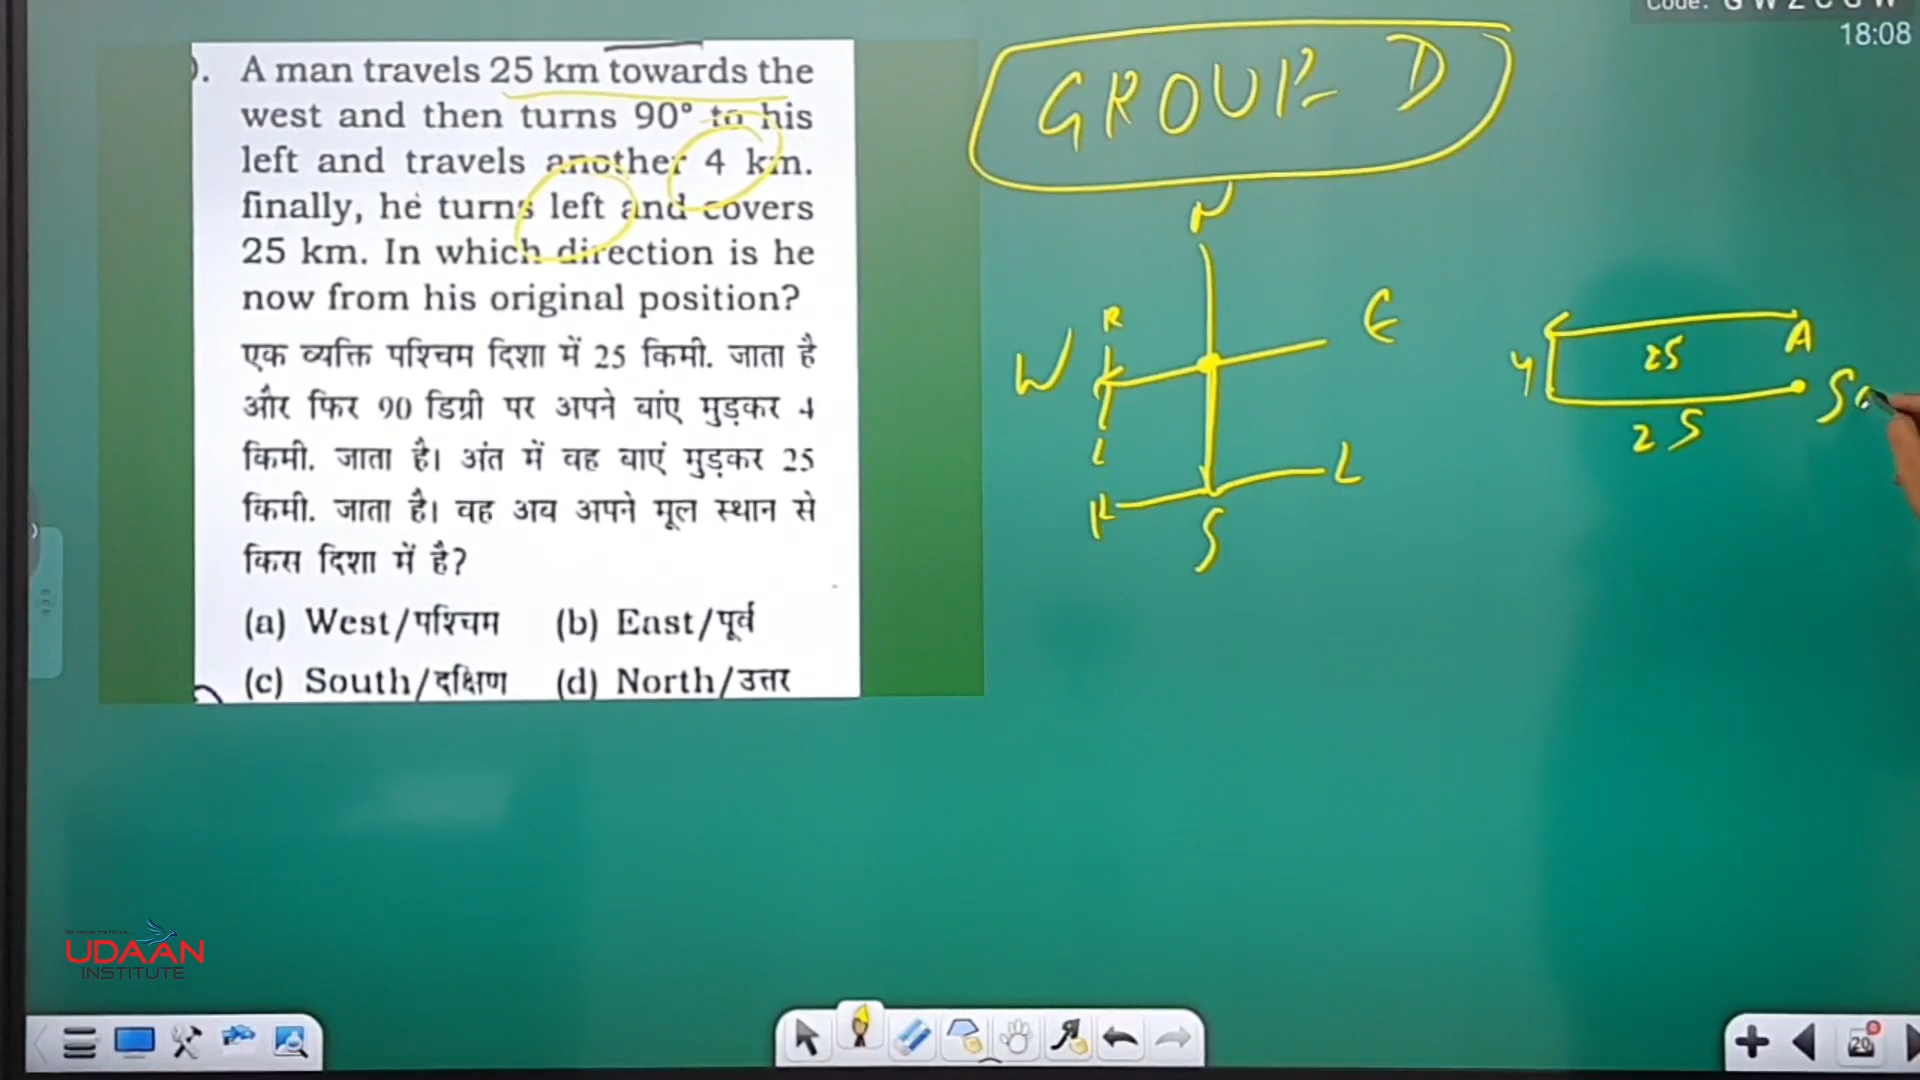 Code: G W Z C G W
18:08
). A man travels 25 km towards the
west and then turns 90° to his
left and travels another 4 km.
finally, he turns left and covers
25 km. In which direction is he
now from his original position?
एक व्यक्ति पश्चिम दिशा में 25 किमी. जाता है
और फिर 90 डिग्री पर अपने बांए मुड़कर 4
किमी. जाता है। अंत में वह बाएं मुड़कर 25
किमी. जाता है। वह अब अपने मूल स्थान से
किस दिशा में है?
(a) West/पश्चिम (b) East/पूर्व
(c) South/दक्षिण (d) North/उत्तर
GROUP D
N
W R E
L
R L
S
A
25
4
25
UDAAN
INSTITUTE
20